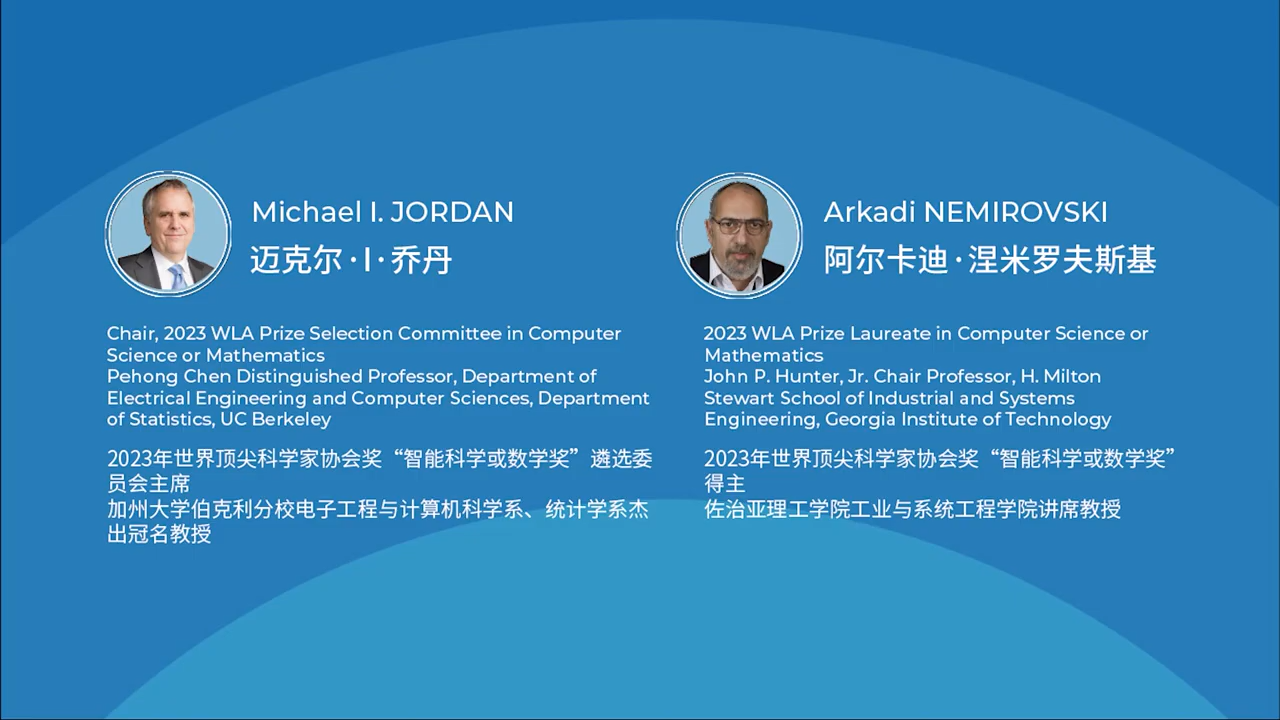 Michael I. JORDAN
迈克尔·I·乔丹
Chair, 2023 WLA Prize Selection Committee in Computer
Science or Mathematics
Pehong Chen Distinguished Professor, Department of
Electrical Engineering and Computer Sciences, Department
of Statistics, UC Berkeley
2023年世界顶尖科学家协会奖“智能科学或数学奖”遴选委
员会主席
加州大学伯克利分校电子工程与计算机科学系、统计学系杰
出冠名教授
Arkadi NEMIROVSKI
阿尔卡迪·涅米罗夫斯基
2023 WLA Prize Laureate in Computer Science or
Mathematics
John P. Hunter, Jr. Chair Professor, H. Milton
Stewart School of Industrial and Systems
Engineering, Georgia Institute of Technology
2023年世界顶尖科学家协会奖“智能科学或数学奖”
得主
佐治亚理工学院工业与系统工程学院讲席教授